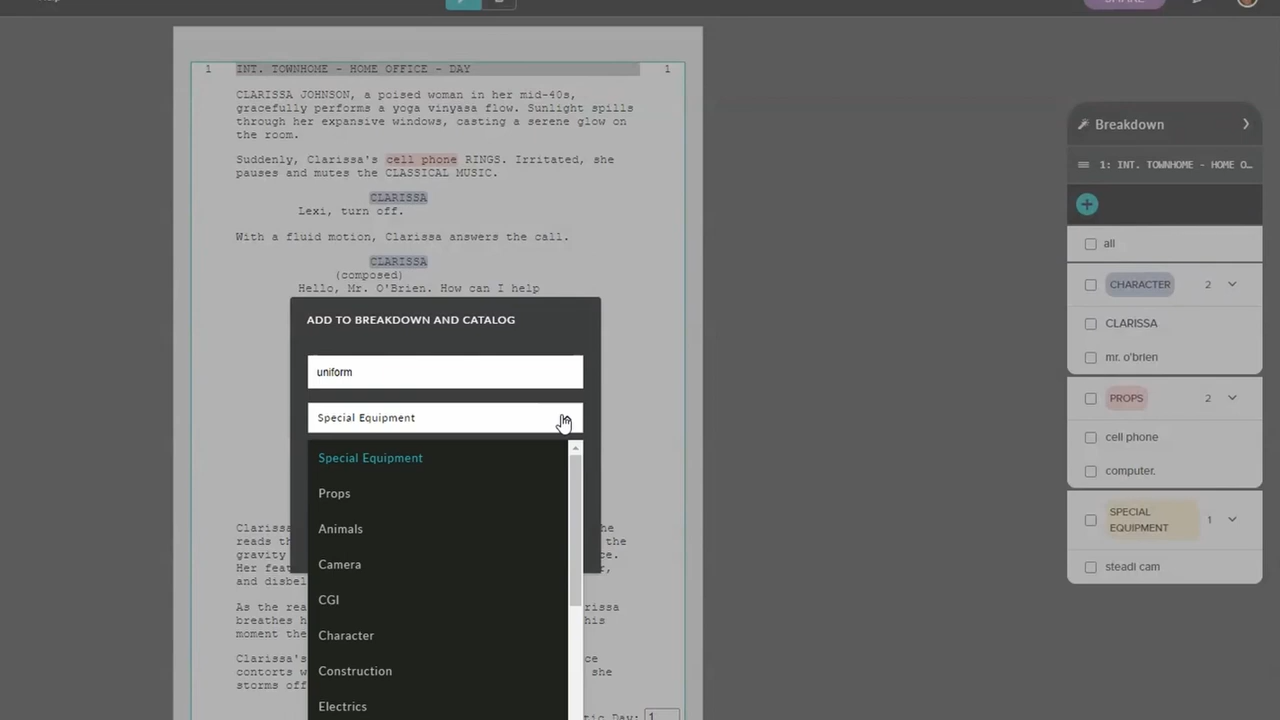 1 INT. TOWNHOME - HOME OFFICE - DAY 1
CLARISSA JOHNSON, a poised woman in her mid-40s,
gracefully performs a yoga vinyasa flow. Sunlight spills
through her expansive windows, casting a serene glow on
the room.
Suddenly, Clarissa's cell phone RINGS. Irritated, she
pauses and mutes the CLASSICAL MUSIC.
CLARISSA
Lexi, turn off.
With a fluid motion, Clarissa answers the call.
CLARISSA
(composed)
Hello, Mr. O'Brien. How can I help
ADD TO BREAKDOWN AND CATALOG
uniform
Special Equipment
Special Equipment
Props
Animals
Camera
CGI
Character
Construction
Electrics
reads th
the
gravity
Her feat
and disbel
As the rea
breathes h
moment the
Clarissa's
contorts w
she
storms off
Day: 1
Breakdown
1: INT. TOWNHOME - HOME O...
all
CHARACTER 2
CLARISSA
mr. o'brien
PROPS 2
cell phone
computer.
SPECIAL
EQUIPMENT 1
steadi cam